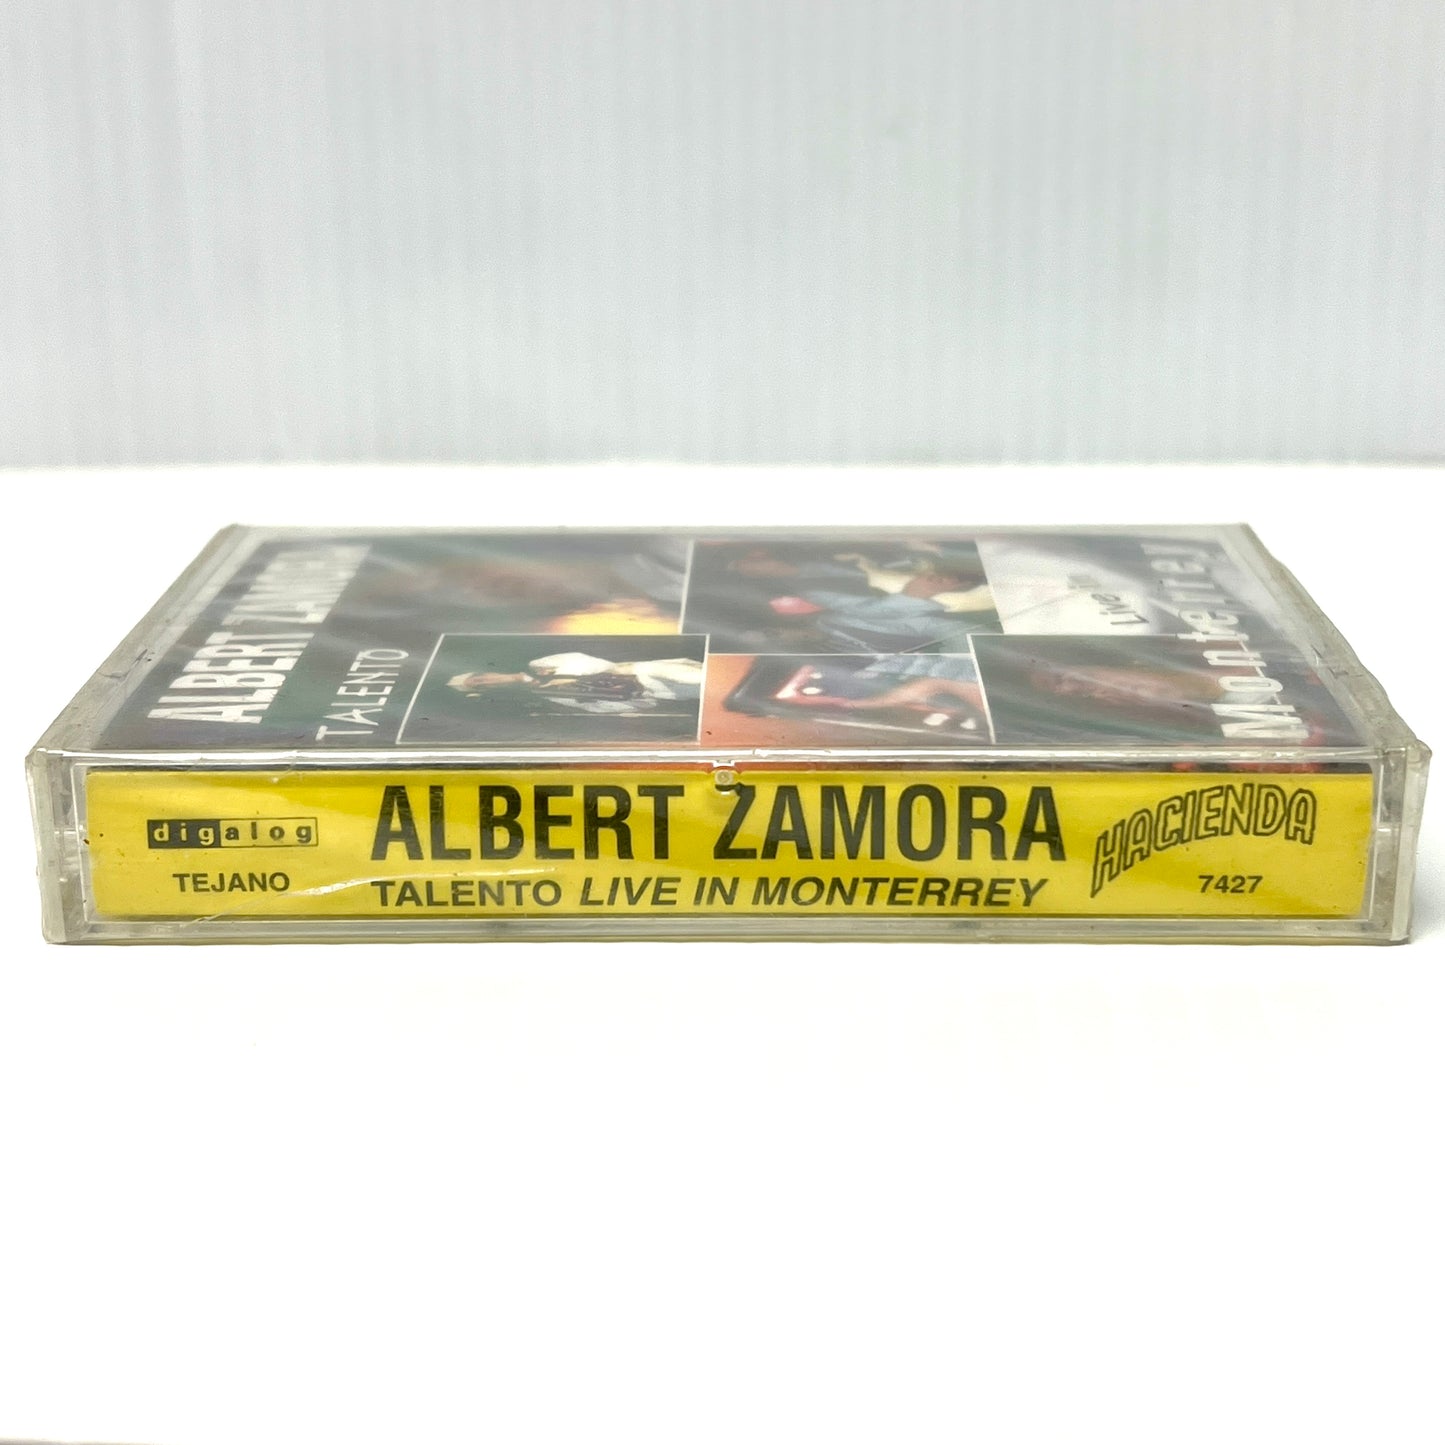 ALBERT ZAMORA
TALENTO
Live in
Monterrey
digalog
TEJANO
ALBERT ZAMORA
TALENTO LIVE IN MONTERREY
HACIENDA
7427